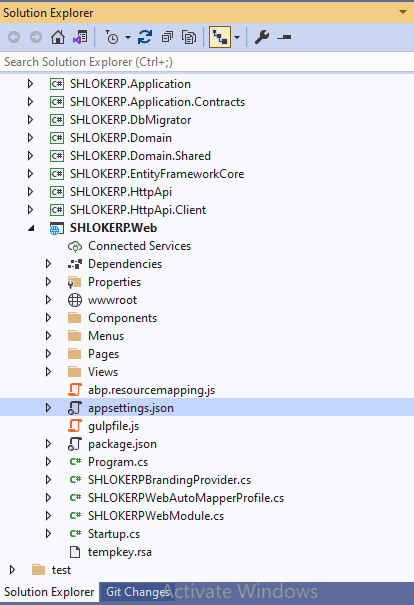 Solution Explorer
Search Solution Explorer (Ctrl+;)
C# SHLOKERP.Application
C# SHLOKERP.Application.Contracts
C# SHLOKERP.DbMigrator
C# SHLOKERP.Domain
C# SHLOKERP.Domain.Shared
C# SHLOKERP.EntityFrameworkCore
C# SHLOKERP.HttpApi
C# SHLOKERP.HttpApi.Client
SHLOKERP.Web
Connected Services
Dependencies
Properties
wwwroot
Components
Menus
Pages
Views
abp.resourcemapping.js
appsettings.json
gulpfile.js
package.json
C# Program.cs
C# SHLOKERPBrandingProvider.cs
C# SHLOKERPWebAutoMapperProfile.cs
C# SHLOKERPWebModule.cs
C# Startup.cs
tempkey.rsa
test
Solution Explorer Git Changes Activate Windows